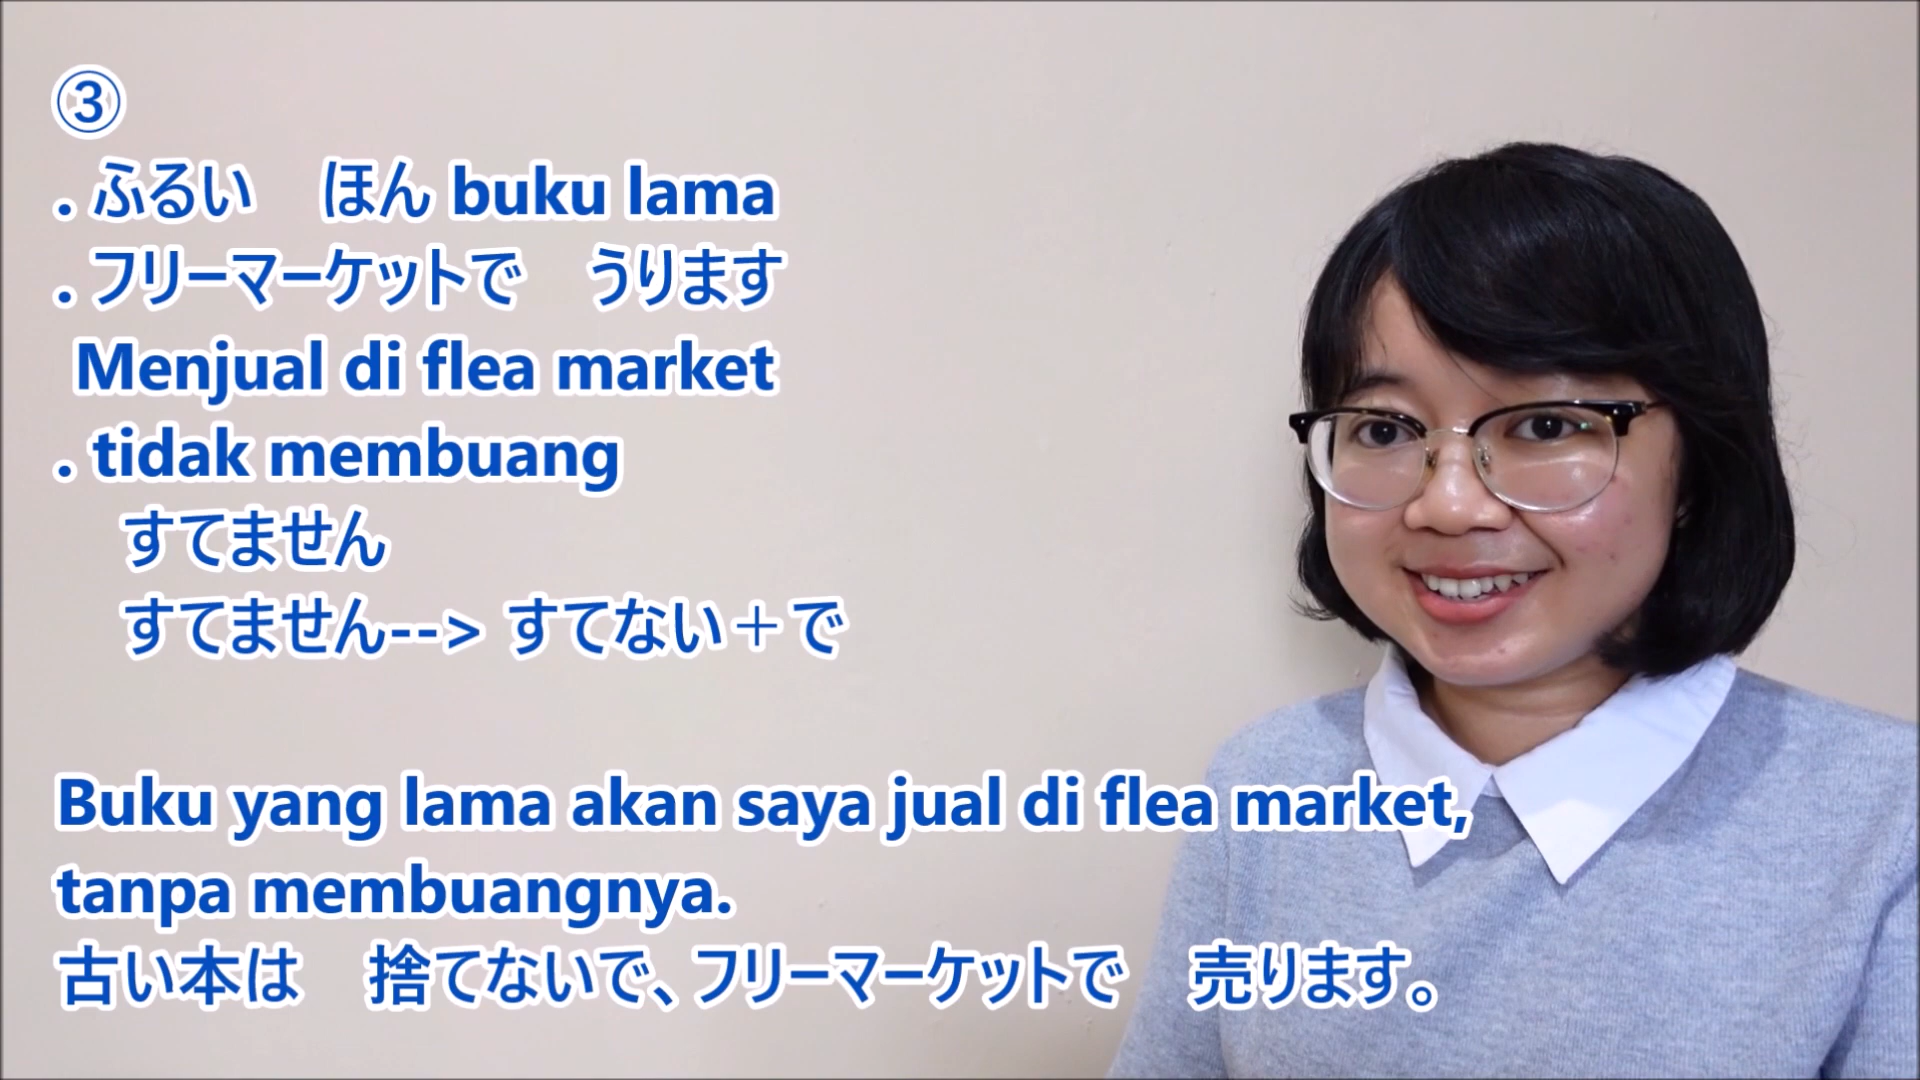 ③
. ふるい　ほん buku lama
. フリーマーケットで　うります
Menjual di flea market
. tidak membuang
すてません
すてません--> すてない＋で
Buku yang lama akan saya jual di flea market,
tanpa membuangnya.
古い本は　捨てないで、フリーマーケットで　売ります。